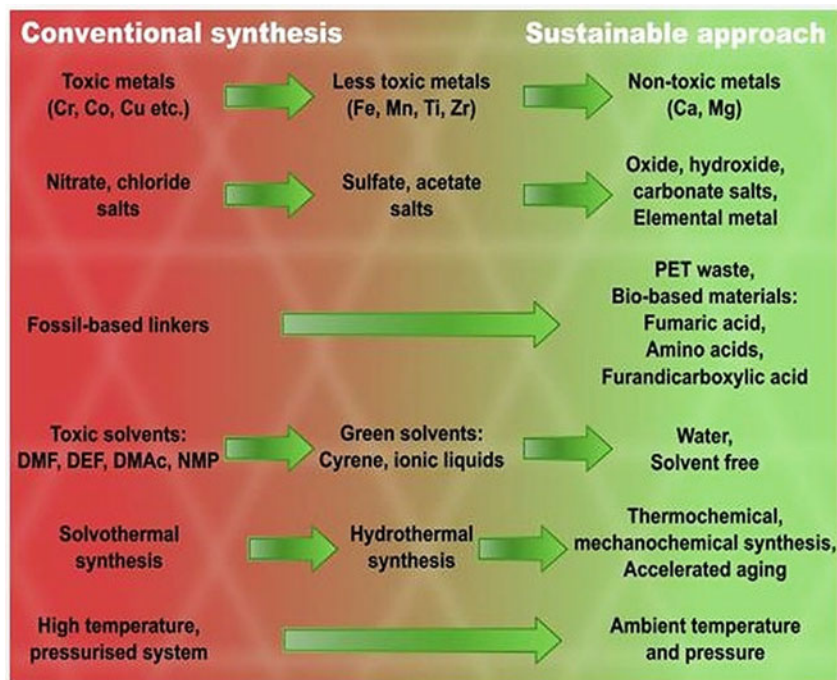 Conventional synthesis
Sustainable approach
Toxic metals
(Cr, Co, Cu etc.)
Less toxic metals
(Fe, Mn, Ti, Zr)
Non-toxic metals
(Ca, Mg)
Nitrate, chloride
salts
Sulfate, acetate
salts
Oxide, hydroxide,
carbonate salts,
Elemental metal
Fossil-based linkers
PET waste,
Bio-based materials:
Fumaric acid,
Amino acids,
Furandicarboxylic acid
Toxic solvents:
DMF, DEF, DMAc, NMP
Green solvents:
Cyrene, ionic liquids
Water,
Solvent free
Solvothermal
synthesis
Hydrothermal
synthesis
Thermochemical,
mechanochemical synthesis,
Accelerated aging
High temperature,
pressurised system
Ambient temperature
and pressure